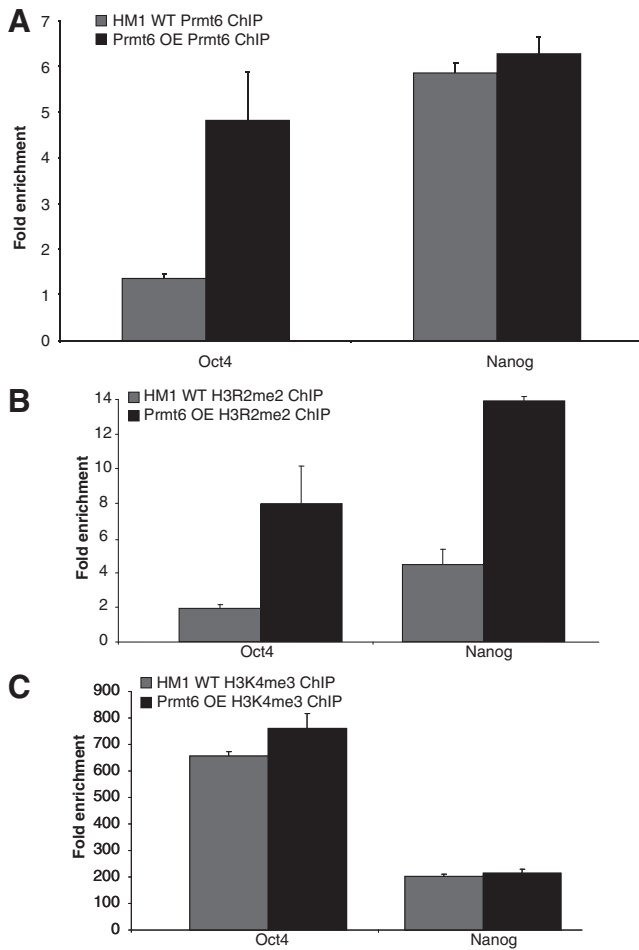 A
HM1 WT Prmt6 ChIP
Prmt6 OE Prmt6 ChIP
Fold enrichment
7
6
5
4
3
2
1
0
Oct4 Nanog
B
HM1 WT H3R2me2 ChIP
Prmt6 OE H3R2me2 ChIP
Fold enrichment
14
12
10
8
6
4
2
0
Oct4 Nanog
C
HM1 WT H3K4me3 ChIP
Prmt6 OE H3K4me3 ChIP
Fold enrichment
900
800
700
600
500
400
300
200
100
0
Oct4 Nanog